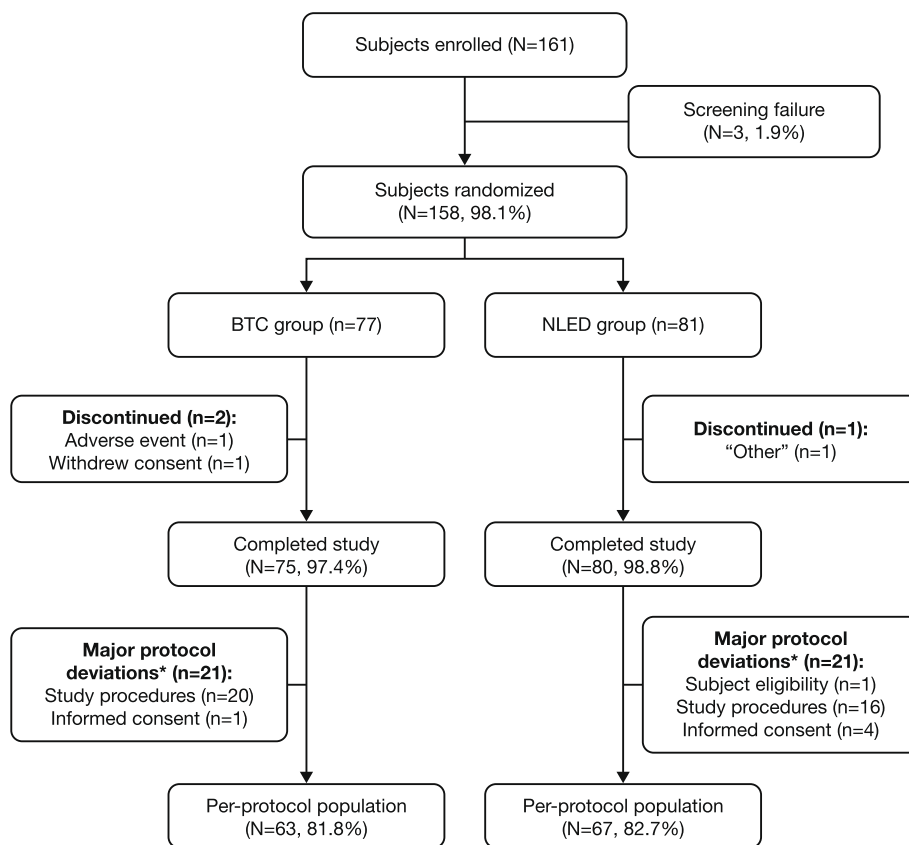 Subjects enrolled (N=161)
Screening failure
(N=3, 1.9%)
Subjects randomized
(N=158, 98.1%)
BTC group (n=77)
NLED group (n=81)
Discontinued (n=2):
Adverse event (n=1)
Withdrew consent (n=1)
Discontinued (n=1):
“Other” (n=1)
Completed study
(N=75, 97.4%)
Completed study
(N=80, 98.8%)
Major protocol
deviations* (n=21):
Study procedures (n=20)
Informed consent (n=1)
Major protocol
deviations* (n=21):
Subject eligibility (n=1)
Study procedures (n=16)
Informed consent (n=4)
Per-protocol population
(N=63, 81.8%)
Per-protocol population
(N=67, 82.7%)